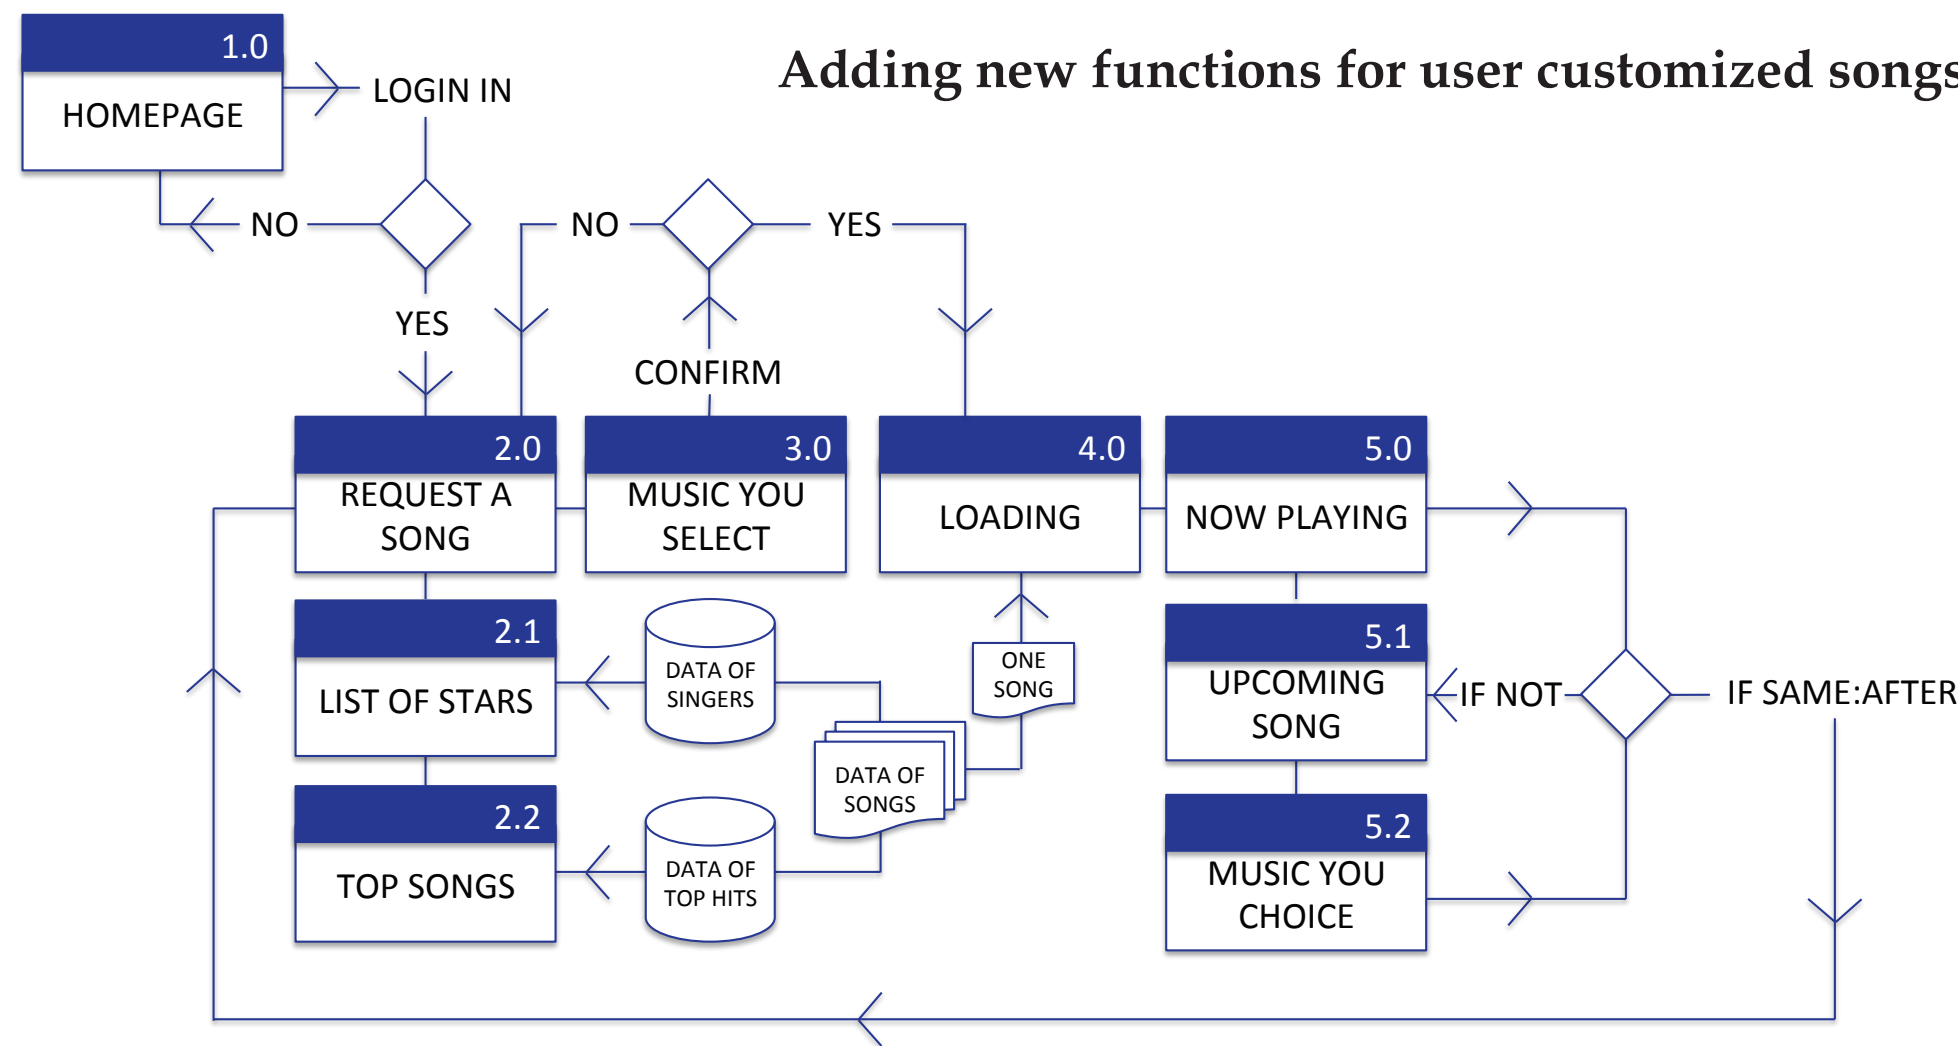 Adding new functions for user customized songs
1.0
HOMEPAGE
LOGIN IN
NO
YES
NO
YES
CONFIRM
2.0
REQUEST A
SONG
3.0
MUSIC YOU
SELECT
4.0
LOADING
5.0
NOW PLAYING
2.1
LIST OF STARS
DATA OF
SINGERS
ONE
SONG
5.1
UPCOMING
SONG
IF NOT
IF SAME:AFTER
2.2
TOP SONGS
DATA OF
TOP HITS
DATA OF
SONGS
5.2
MUSIC YOU
CHOICE